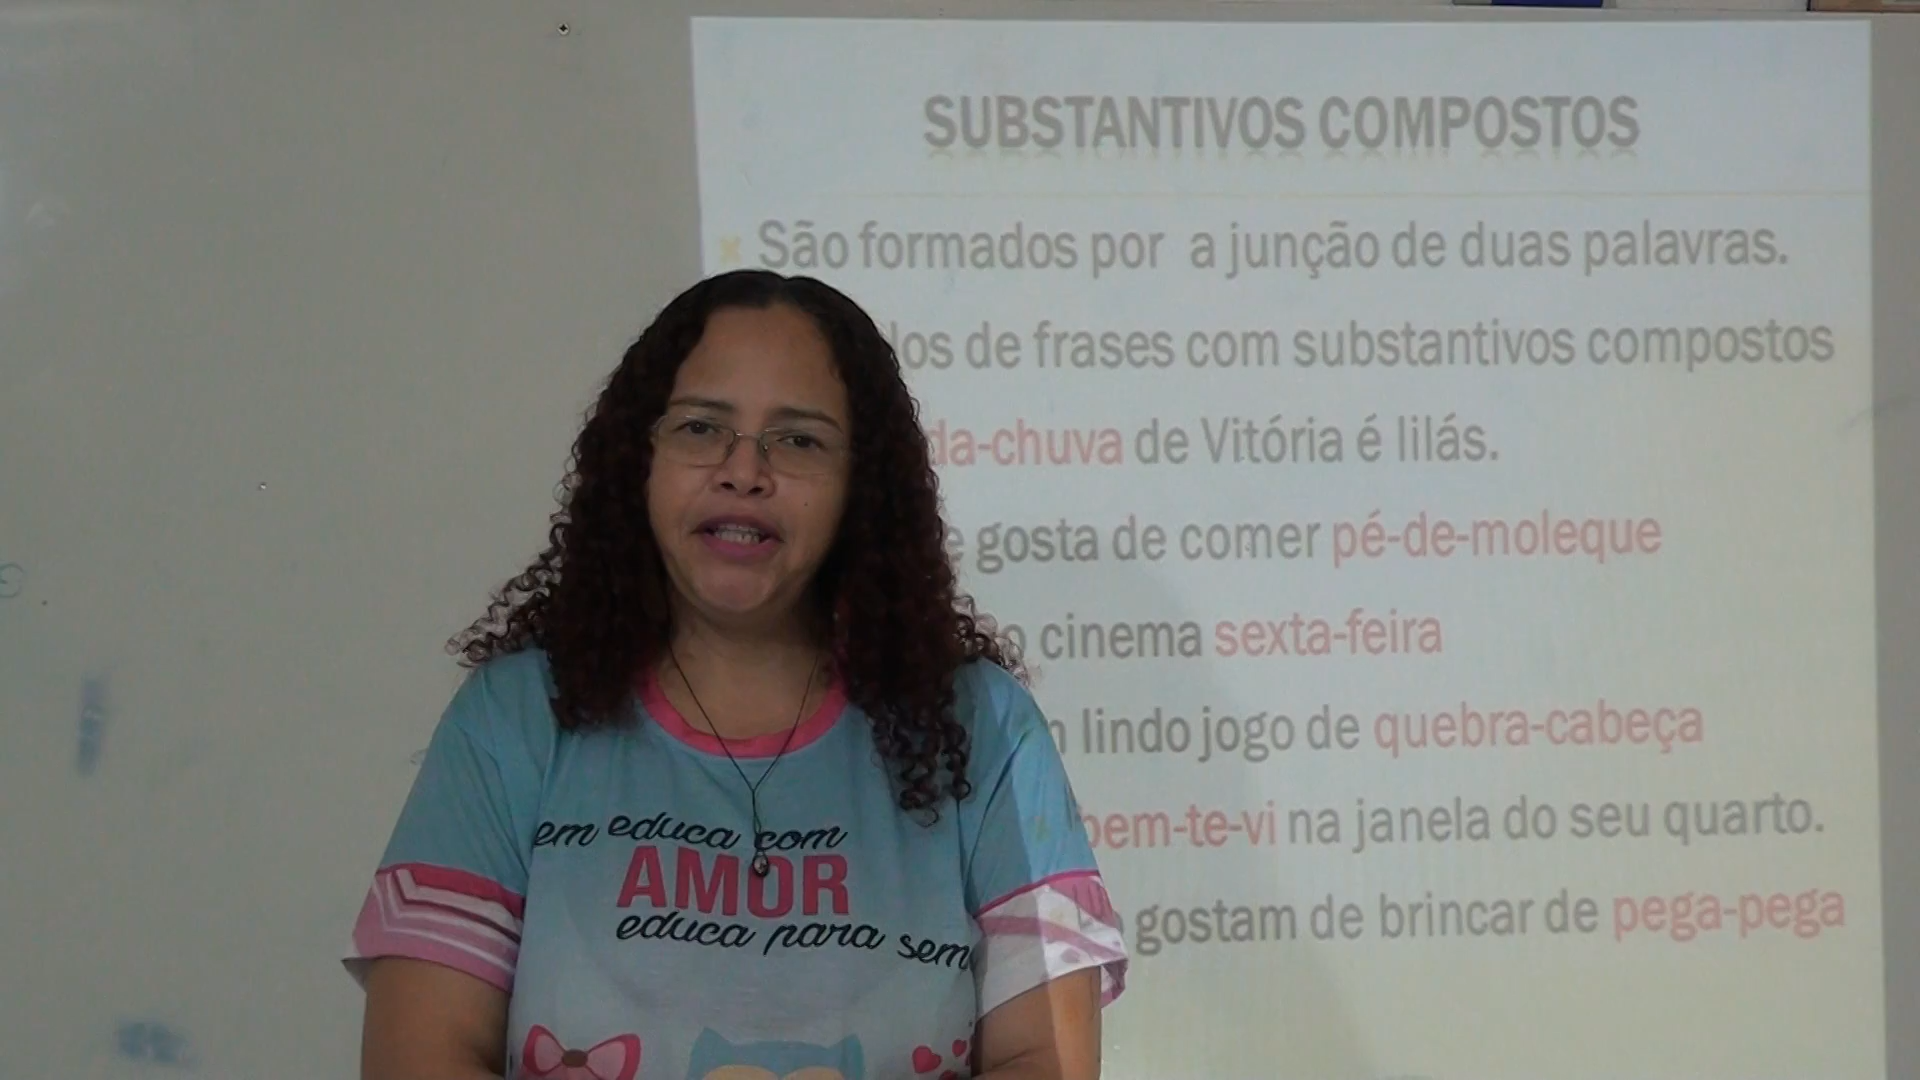 SUBSTANTIVOS COMPOSTOS
São formados por a junção de duas palavras.
de frases com substantivos compostos
da-chuva de Vitória é lilás.
gosta de comer pé-de-moleque
o cinema sexta-feira
lindo jogo de quebra-cabeça
bem-te-vi na janela do seu quarto.
gostam de brincar de pega-pega
em educa com
AMOR
educa para sem